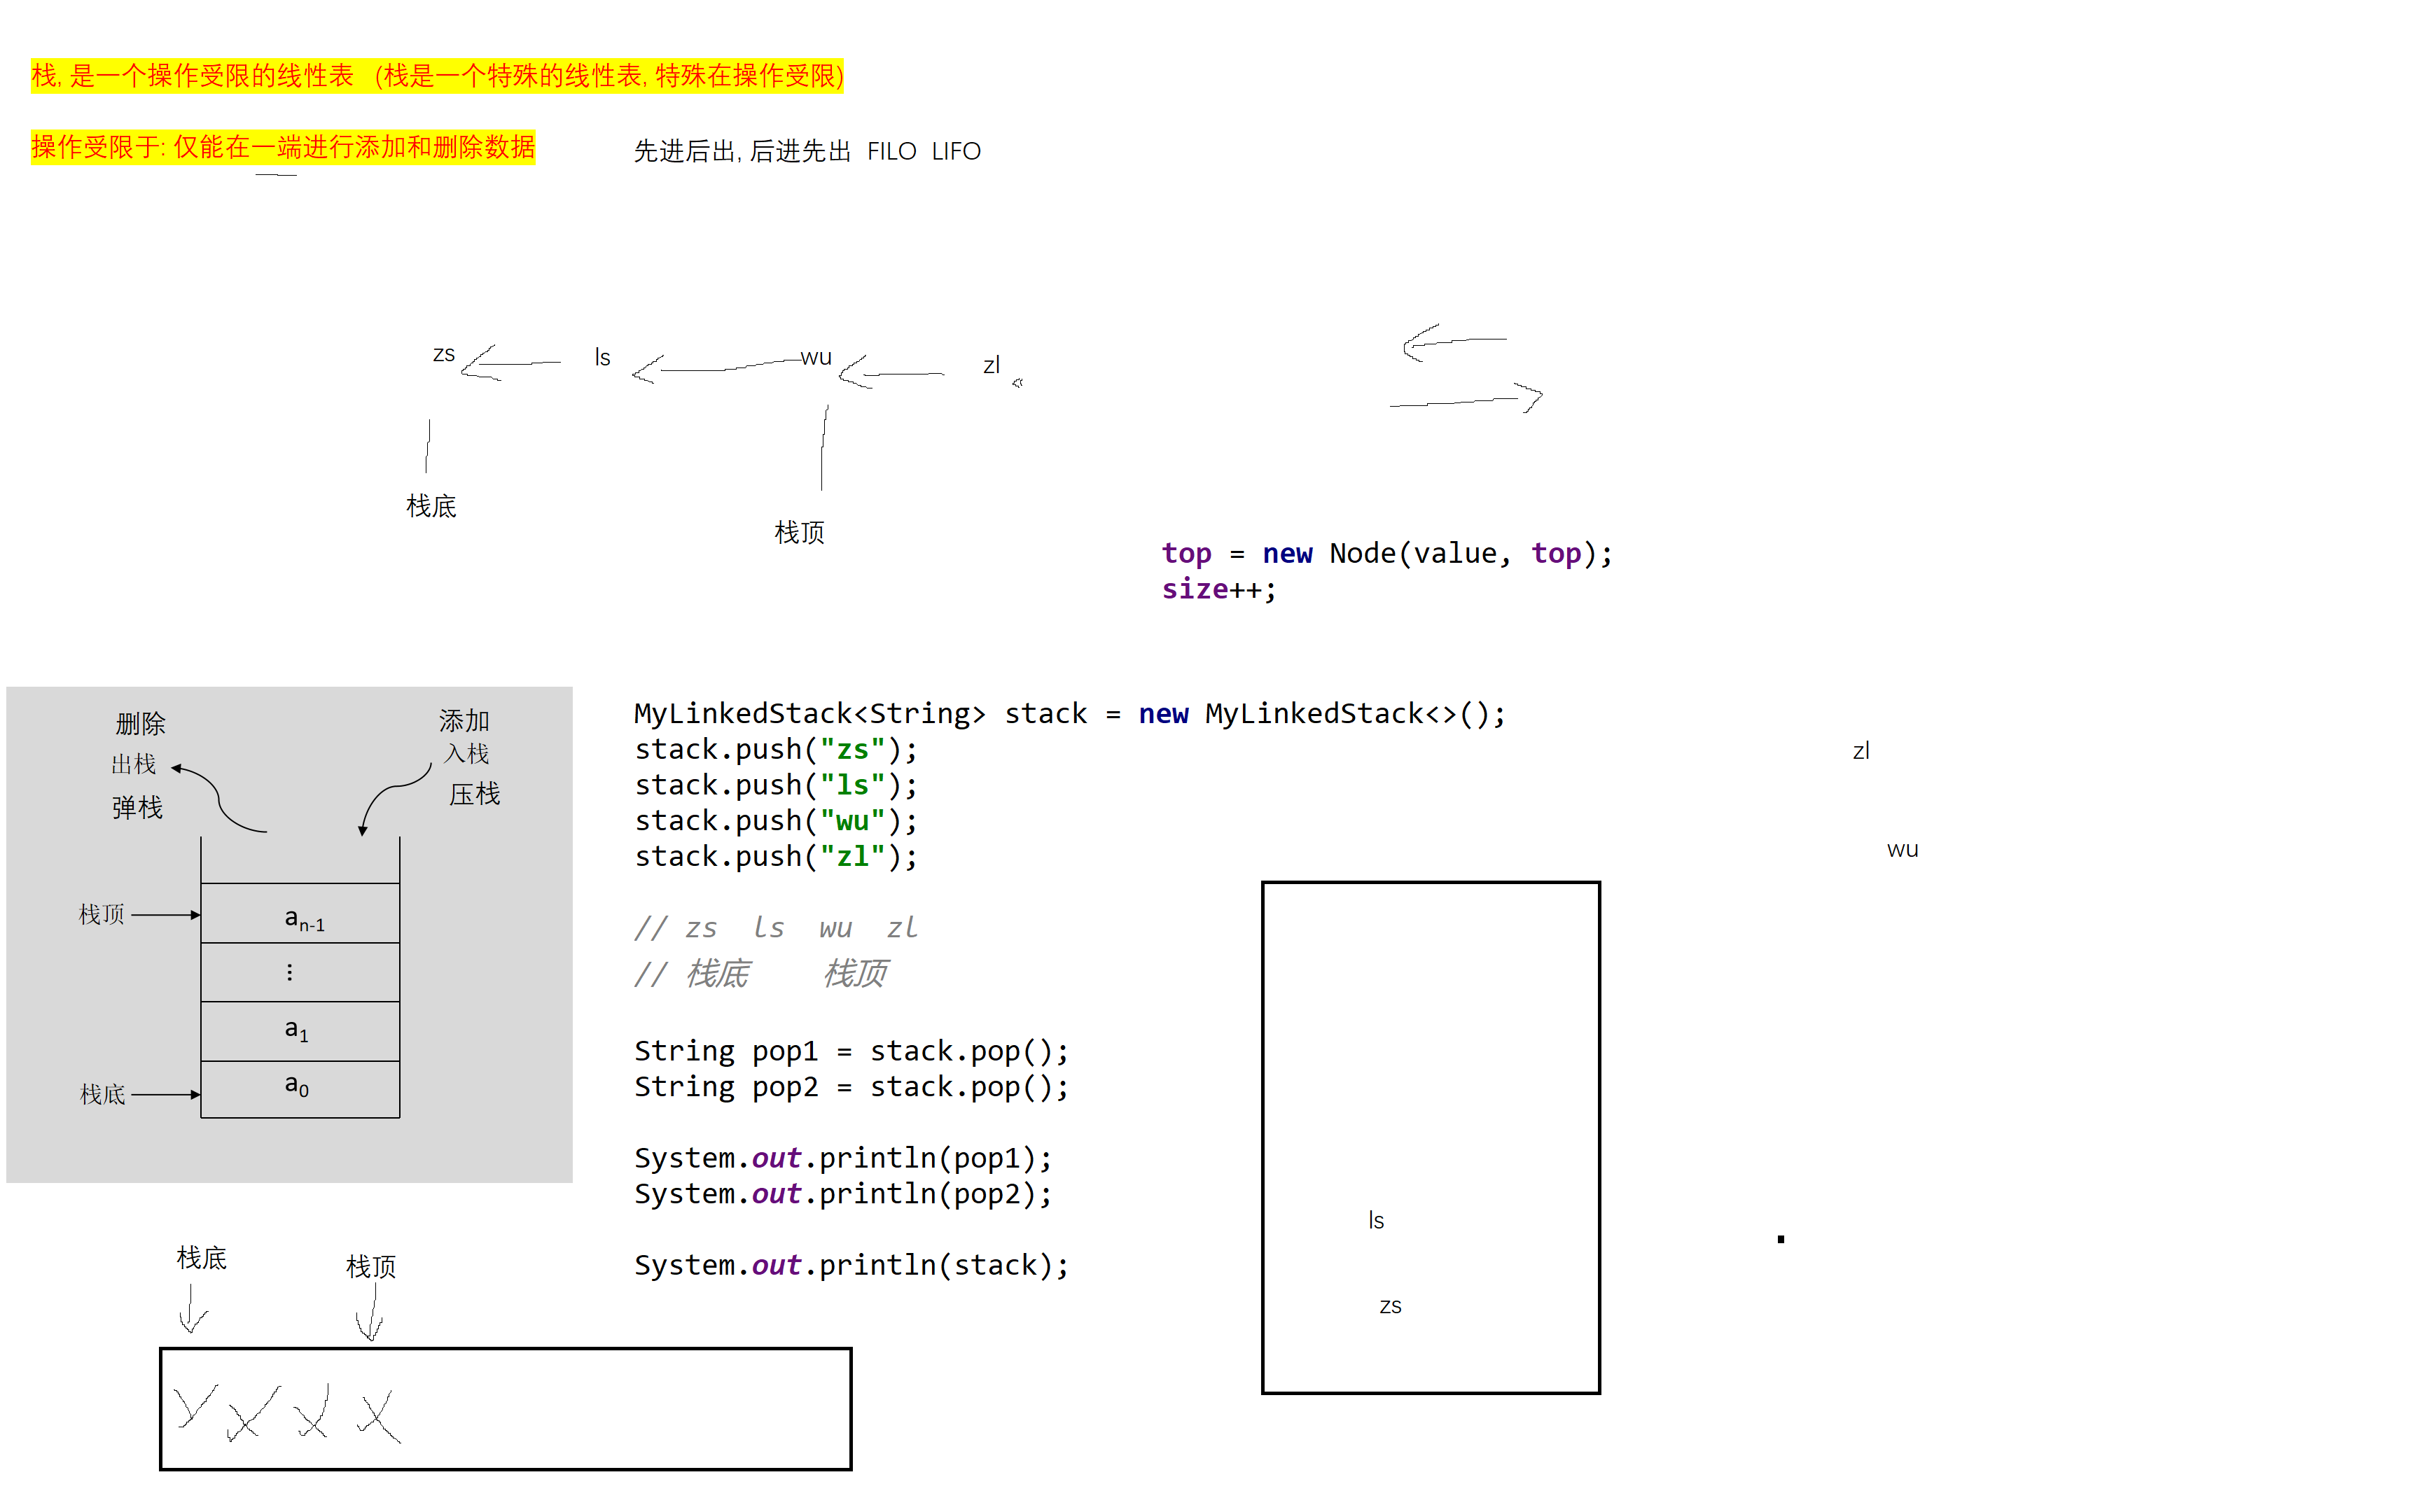 栈, 是一个操作受限的线性表 (栈是一个特殊的线性表, 特殊在操作受限)
操作受限于: 仅能在一端进行添加和删除数据
先进后出, 后进先出 FILO LIFO
zs
ls
wu
zl
栈底
栈顶
top = new Node(value, top);
size++;
删除
出栈
弹栈
添加
入栈
压栈
栈顶
a_{n-1}
⋮
a_1
栈底
a_0
MyLinkedStack<String> stack = new MyLinkedStack<>();
stack.push("zs");
stack.push("ls");
stack.push("wu");
stack.push("zl");
// zs ls wu zl
// 栈底 栈顶
String pop1 = stack.pop();
String pop2 = stack.pop();
System.out.println(pop1);
System.out.println(pop2);
System.out.println(stack);
zl
wu
ls
zs
栈底
栈顶